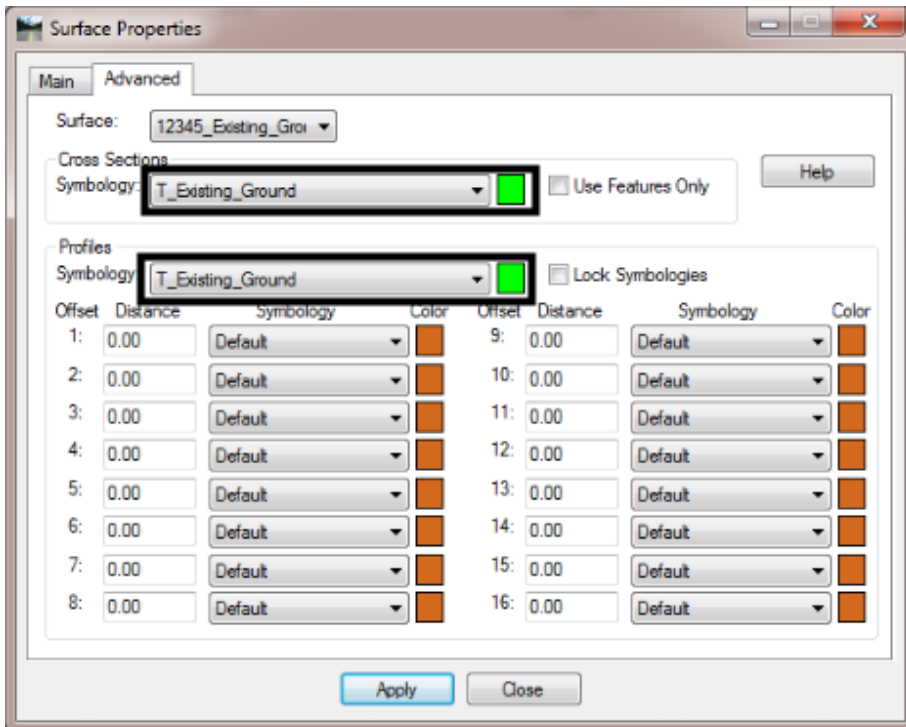 Surface Properties
Main Advanced
Surface: 12345_Existing_Groi
Cross Sections
Symbology: T_Existing_Ground Use Features Only Help
Profiles
Symbology T_Existing_Ground Lock Symbologies
Offset Distance Symbology Color Offset Distance Symbology Color
1: 0.00 Default 9: 0.00 Default
2: 0.00 Default 10: 0.00 Default
3: 0.00 Default 11: 0.00 Default
4: 0.00 Default 12: 0.00 Default
5: 0.00 Default 13: 0.00 Default
6: 0.00 Default 14: 0.00 Default
7: 0.00 Default 15: 0.00 Default
8: 0.00 Default 16: 0.00 Default
Apply Close